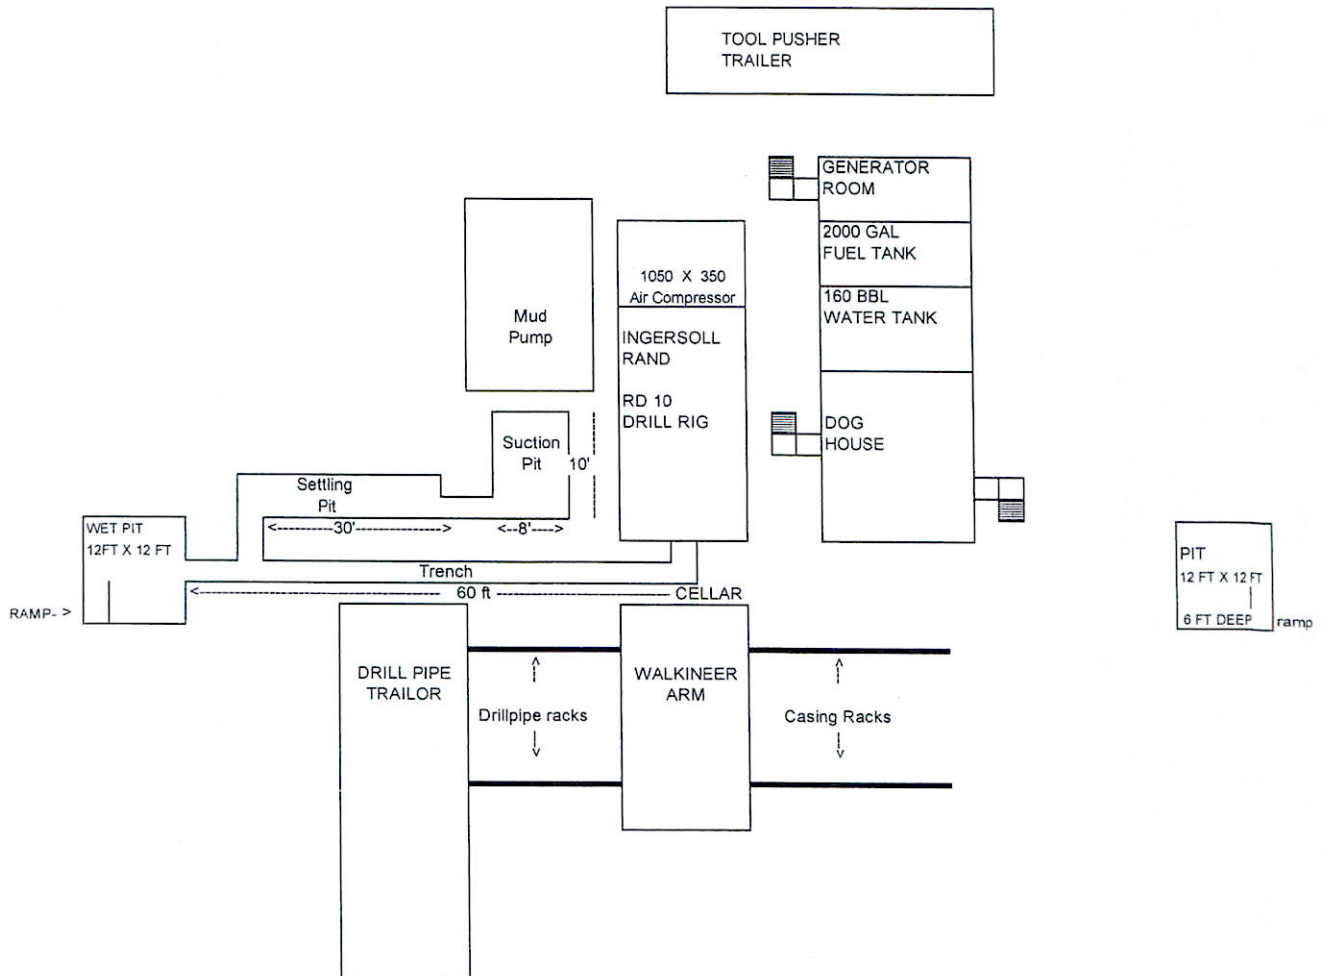 TOOL PUSHER
TRAILER
GENERATOR
ROOM
2000 GAL
FUEL TANK
160 BBL
WATER TANK
DOG
HOUSE
1050 X 350
Air Compressor
INGERSOLL
RAND
RD 10
DRILL RIG
Mud
Pump
Suction
Pit
10'
Settling
Pit
<--------30'--------------->
<--8'---->
WET PIT
12FT X 12 FT
RAMP- >
Trench
<---------------------------- 60 ft -------------------- CELLAR
PIT
12 FT X 12 FT
6 FT DEEP
ramp
DRILL PIPE
TRAILOR
Drillpipe racks
WALKINEER
ARM
Casing Racks